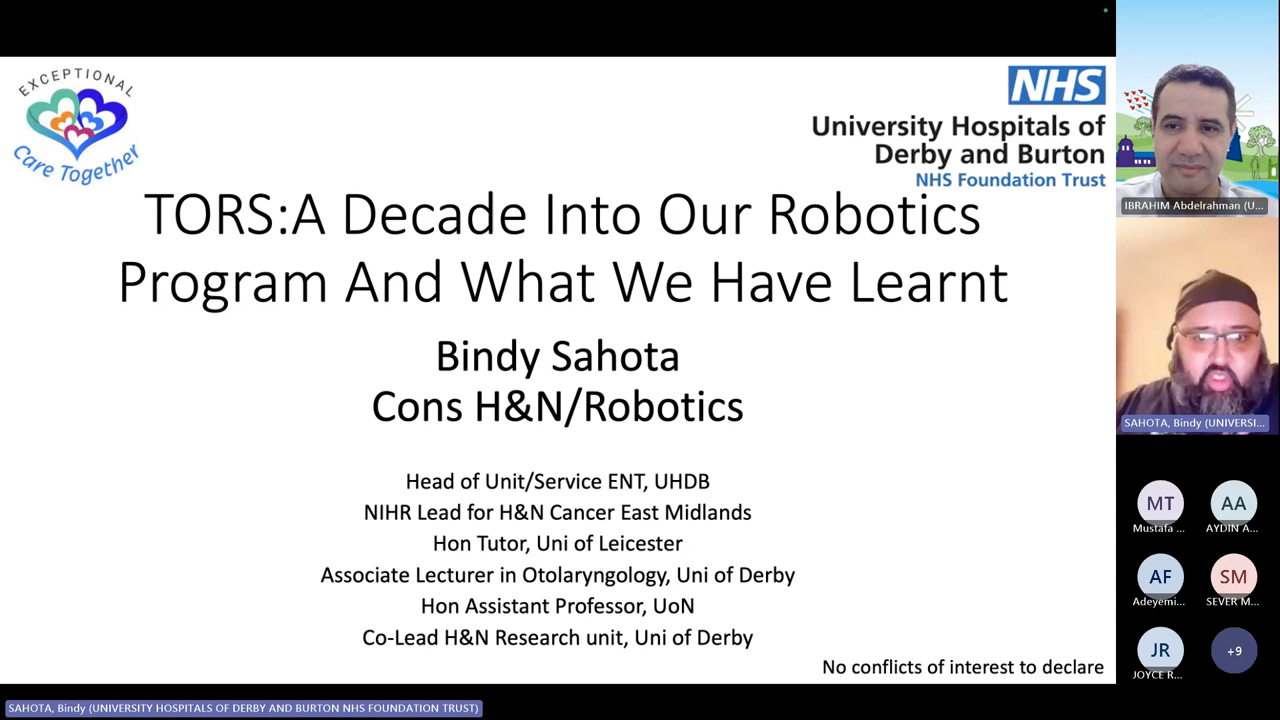 EXCEPTIONAL
Care Together
NHS
University Hospitals of
Derby and Burton
NHS Foundation Trust
TORS:A Decade Into Our Robotics
Program And What We Have Learnt
Bindy Sahota
Cons H&N/Robotics
Head of Unit/Service ENT, UHDB
NIHR Lead for H&N Cancer East Midlands
Hon Tutor, Uni of Leicester
Associate Lecturer in Otolaryngology, Uni of Derby
Hon Assistant Professor, UoN
Co-Lead H&N Research unit, Uni of Derby
No conflicts of interest to declare
IBRAHIM Abdelrahman (U...
SAHOTA, Bindy (UNIVERSI...
MT
Mustafa ...
AA
AYDIN A...
AF
Adeyemi...
SM
SEVER M...
JR
JOYCE R...
+9
SAHOTA, Bindy (UNIVERSITY HOSPITALS OF DERBY AND BURTON NHS FOUNDATION TRUST)